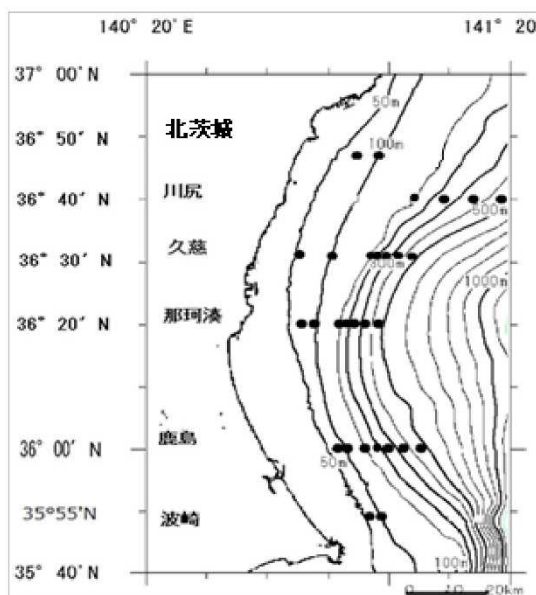 140° 20′ E
141° 20
37° 00′ N
50m
北茨城
36° 50′ N
100m
川尻
36° 40′ N
500m
久慈
36° 30′ N
300m
1000m
那珂湊
36° 20′ N
鹿島
36° 00′ N
50m
35°55′N
波崎
100m
35° 40′ N
0 10 20km